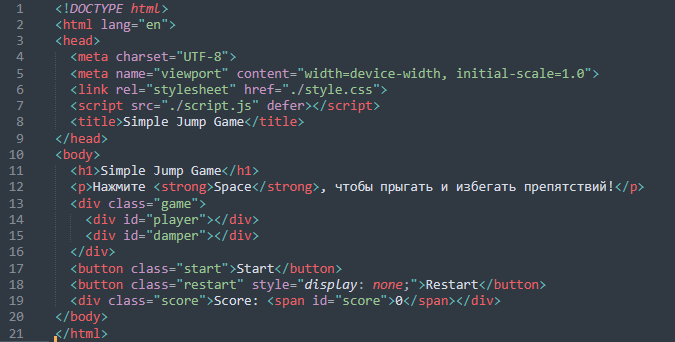 1 <!DOCTYPE html>
2 <html lang="en">
3 <head>
4 <meta charset="UTF-8">
5 <meta name="viewport" content="width=device-width, initial-scale=1.0">
6 <link rel="stylesheet" href="./style.css">
7 <script src="./script.js" defer></script>
8 <title>Simple Jump Game</title>
9 </head>
10 <body>
11 <h1>Simple Jump Game</h1>
12 <p>Нажмите <strong>Space</strong>, чтобы прыгать и избегать препятствий!</p>
13 <div class="game">
14 <div id="player"></div>
15 <div id="damper"></div>
16 </div>
17 <button class="start">Start</button>
18 <button class="restart" style="display: none;">Restart</button>
19 <div class="score">Score: <span id="score">0</span></div>
20 </body>
21 </html>